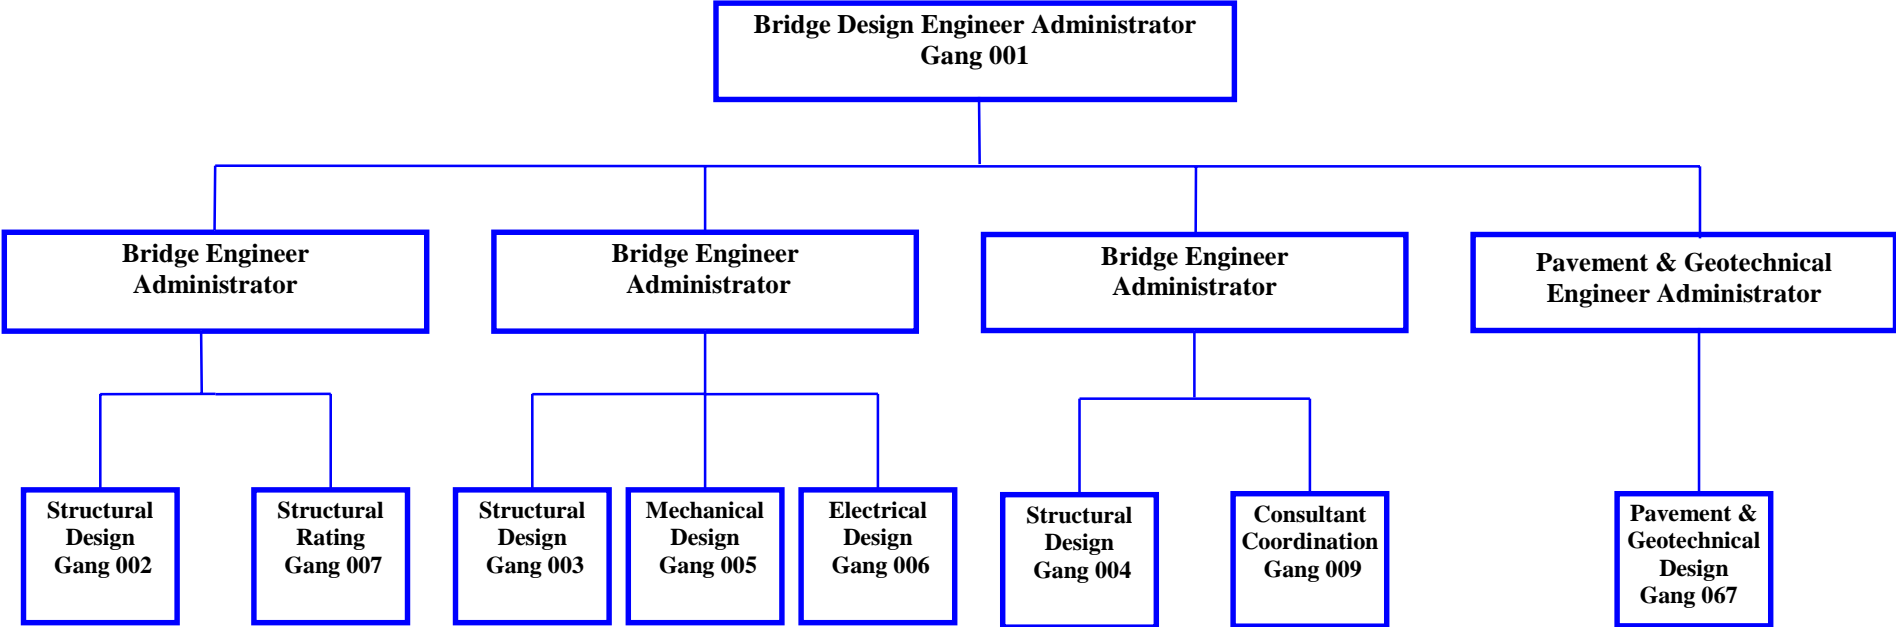 Bridge Design Engineer Administrator
Gang 001
Bridge Engineer
Administrator
Bridge Engineer
Administrator
Bridge Engineer
Administrator
Pavement & Geotechnical
Engineer Administrator
Structural
Design
Gang 002
Structural
Rating
Gang 007
Structural
Design
Gang 003
Mechanical
Design
Gang 005
Electrical
Design
Gang 006
Structural
Design
Gang 004
Consultant
Coordination
Gang 009
Pavement &
Geotechnical
Design
Gang 067